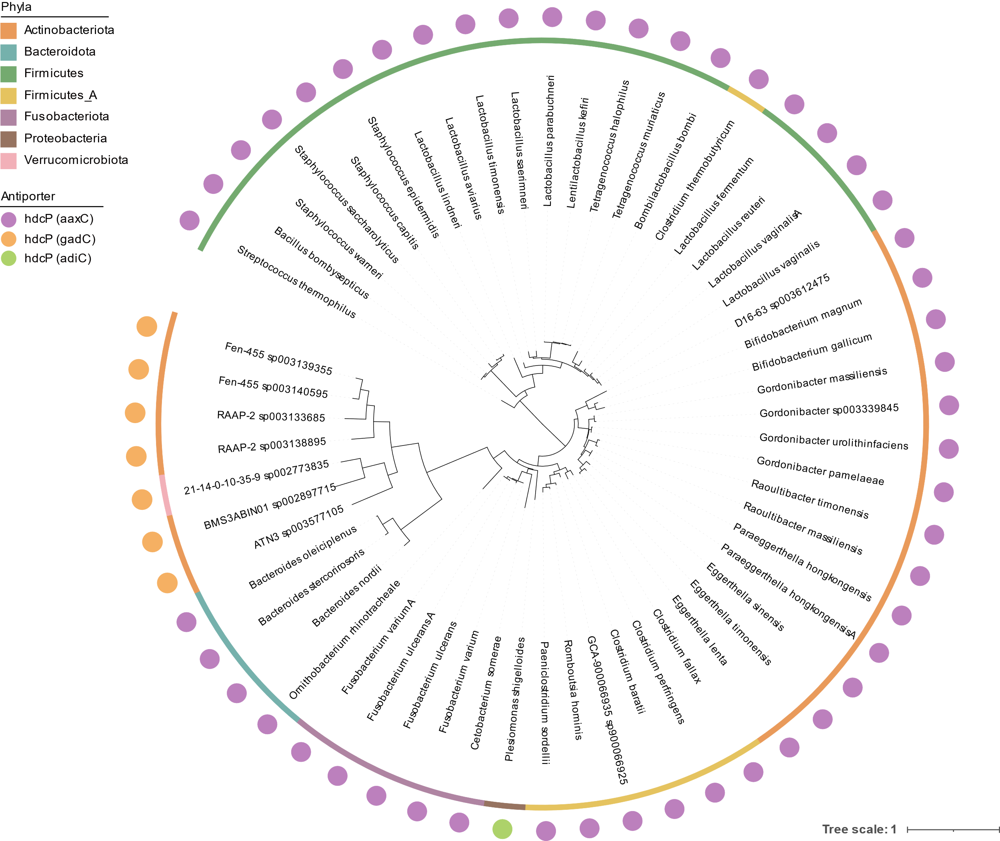 Phyla
Actinobacteriota
Bacteroidota
Firmicutes
Firmicutes_A
Fusobacteriota
Proteobacteria
Verrucomicrobiota
Antiporter
hdcP (aaxC)
hdcP (gadC)
hdcP (adiC)
Streptococcus thermophilus
Bacillus bombysepticus
Staphylococcus warneri
Staphylococcus saccharolyticus
Staphylococcus capitis
Staphylococcus epidermidis
Lactobacillus lindneri
Lactobacillus aviarius
Lactobacillus timonensis
Lactobacillus saerimneri
Lactobacillus parabuchneri
Lentilactobacillus kefiri
Tetragenococcus halophilus
Tetragenococcus muriaticus
Bombilactobacillus bombi
Clostridium thermobutyricum
Lactobacillus fermentum
Lactobacillus reuteri
Lactobacillus vaginalisA
Lactobacillus vaginalis
D16-63 sp003612475
Bifidobacterium magnum
Bifidobacterium gallicum
Gordonibacter massiliensis
Gordonibacter sp003339845
Gordonibacter urolithinfaciens
Gordonibacter pamelaeae
Raoultibacter timonensis
Raoultibacter massiliensis
Paraeggerthella hongkongensis
Paraeggerthella hongkongensisA
Eggerthella sinensis
Eggerthella timonensis
Eggerthella lenta
Clostridium fallax
Clostridium perfringens
Clostridium baratii
GCA-900066935 sp900066925
Romboutsia hominis
Paeniclostridium sordellii
Plesiomonas shigelloides
Cetobacterium somerae
Fusobacterium varium
Fusobacterium ulcerans
Fusobacterium ulceransA
Fusobacterium variumA
Ornithobacterium rhinotracheale
Bacteroides nordii
Bacteroides stercorirosoris
Bacteroides oleiciplenus
ATN3 sp003577105
BMS3ABIN01 sp002897715
21-14-0-10-35-9 sp002773835
RAAP-2 sp003138895
RAAP-2 sp003133685
Fen-455 sp003140595
Fen-455 sp003139355
Tree scale: 1